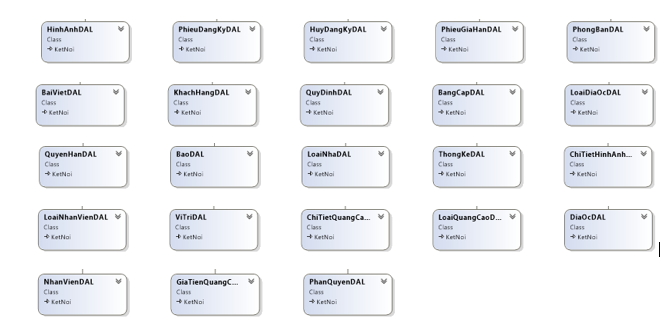 HinhAnhDAL
Class
KetNoi
PhieuDangKyDAL
Class
KetNoi
HuyDangKyDAL
Class
KetNoi
PhieuGiaHanDAL
Class
KetNoi
PhongBanDAL
Class
KetNoi
BaiVietDAL
Class
KetNoi
KhachHangDAL
Class
KetNoi
QuyDinhDAL
Class
KetNoi
BangCapDAL
Class
KetNoi
LoaiDiaOcDAL
Class
KetNoi
QuyenHanDAL
Class
KetNoi
BaoDAL
Class
KetNoi
LoaiNhaDAL
Class
KetNoi
ThongKeDAL
Class
KetNoi
ChiTietHinhAnh...
Class
KetNoi
LoaiNhanVienDAL
Class
KetNoi
ViTriDAL
Class
KetNoi
ChiTietQuangCa...
Class
KetNoi
LoaiQuangCaoD...
Class
KetNoi
DiaOcDAL
Class
KetNoi
NhanVienDAL
Class
KetNoi
GiaTienQuangC...
Class
KetNoi
PhanQuyenDAL
Class
KetNoi